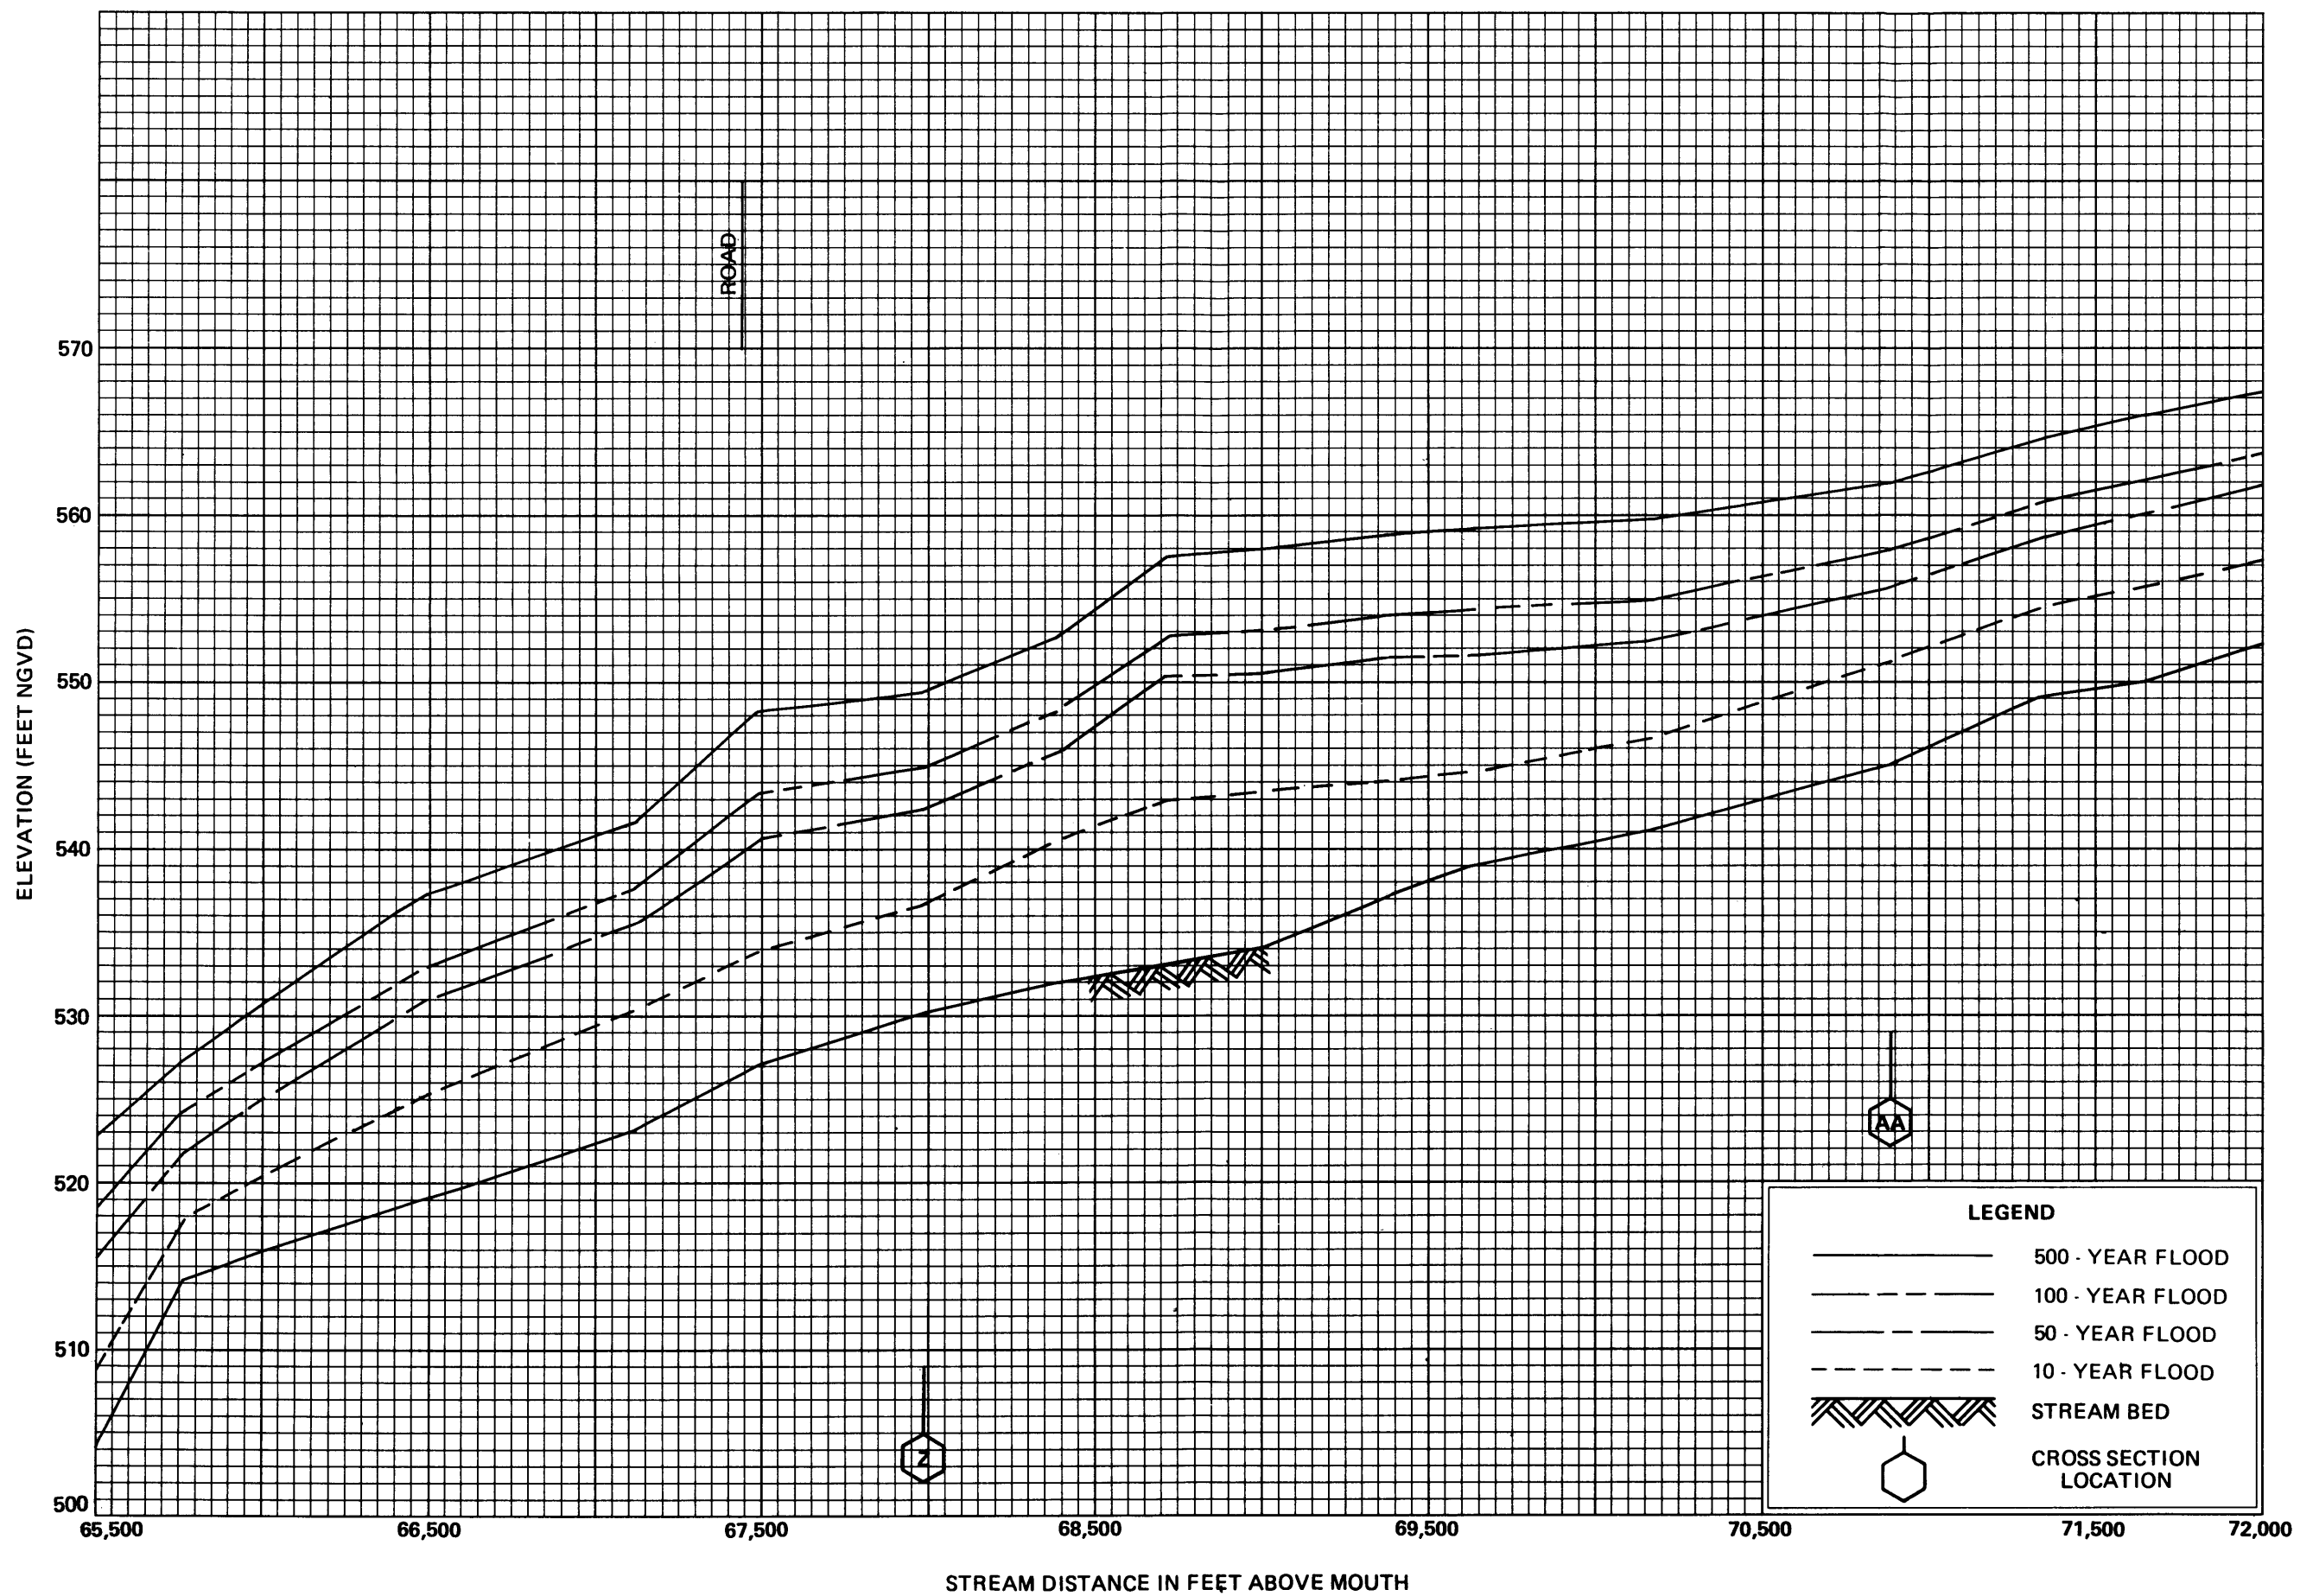 ROAD
ELEVATION (FEET NGVD)
570
560
550
540
530
520
510
500
65,500
66,500
67,500
68,500
69,500
70,500
71,500
72,000
STREAM DISTANCE IN FEET ABOVE MOUTH
Z
AA
LEGEND
500 - YEAR FLOOD
100 - YEAR FLOOD
50 - YEAR FLOOD
10 - YEAR FLOOD
STREAM BED
CROSS SECTION
LOCATION